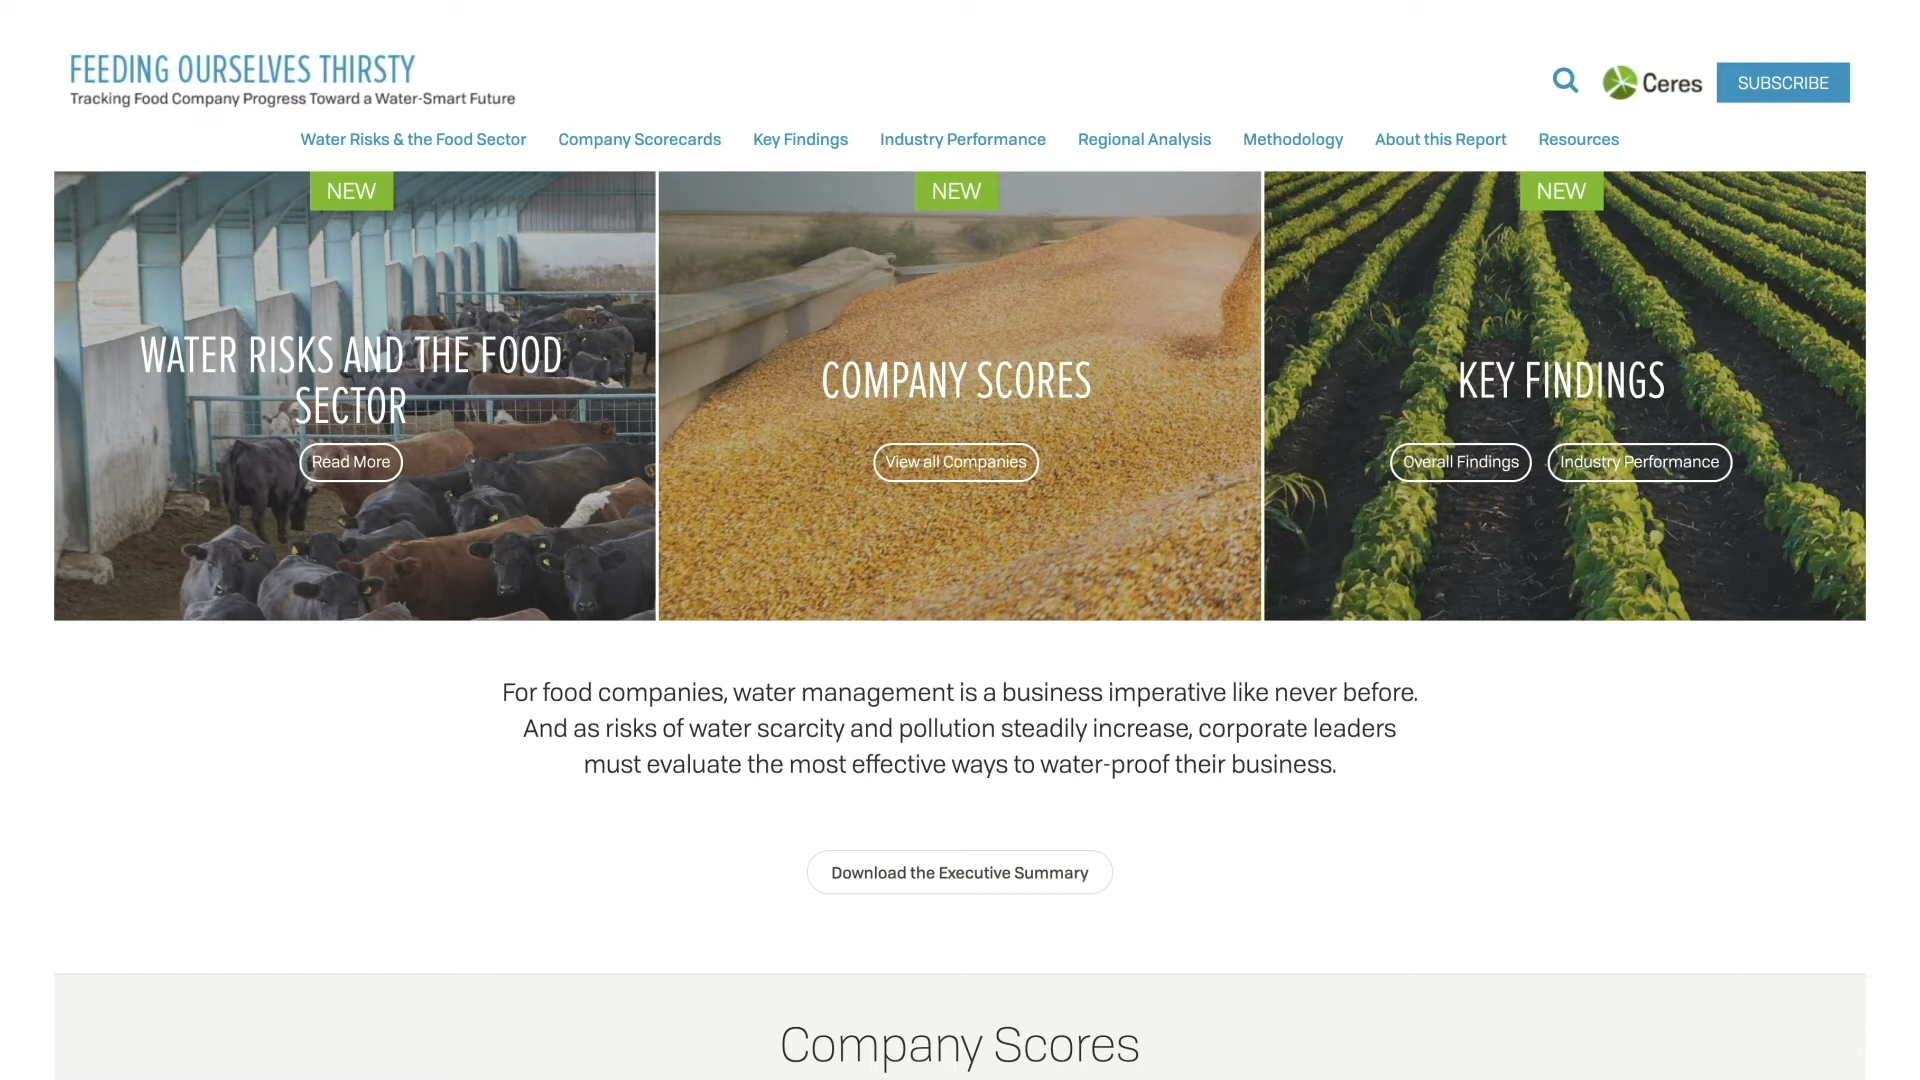 FEEDING OURSELVES THIRSTY
Tracking Food Company Progress Toward a Water-Smart Future
Ceres
SUBSCRIBE
Water Risks & the Food Sector
Company Scorecards
Key Findings
Industry Performance
Regional Analysis
Methodology
About this Report
Resources
NEW
WATER RISKS AND THE FOOD
SECTOR
Read More
NEW
COMPANY SCORES
View all Companies
NEW
KEY FINDINGS
Overall Findings
Industry Performance
For food companies, water management is a business imperative like never before.
And as risks of water scarcity and pollution steadily increase, corporate leaders
must evaluate the most effective ways to water-proof their business.
Download the Executive Summary
Company Scores